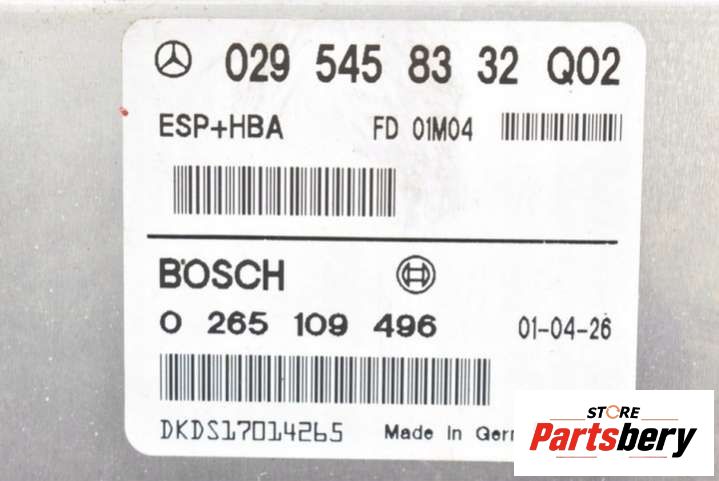 029 545 83 32 Q02
ESP+HBA FD 01M04
BOSCH
0 265 109 496 01-04-26
DKDS17014265 Made In Ger
STORE
Partsbery